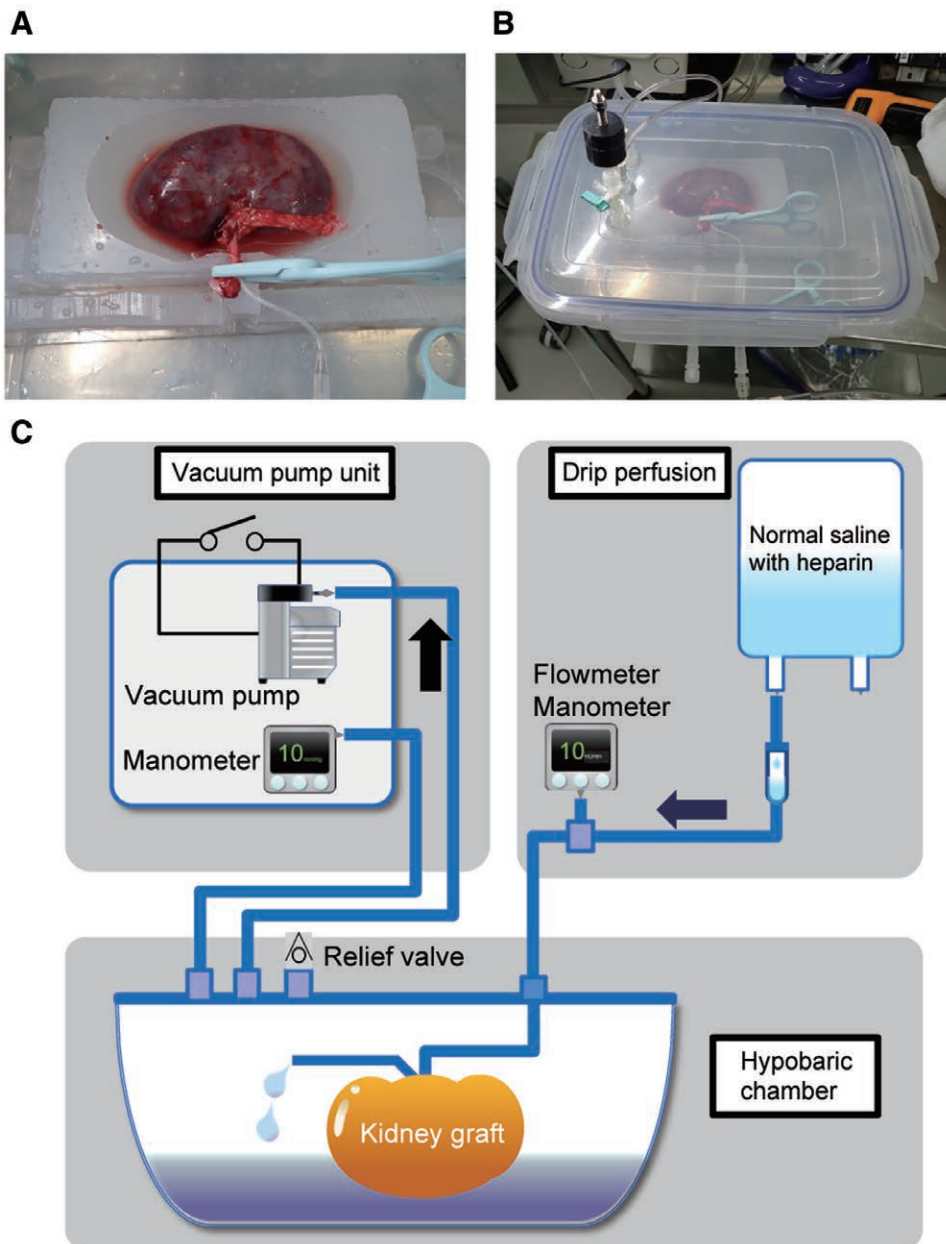 A
B
C
Vacuum pump unit
Drip perfusion
Normal saline
with heparin
Flowmeter
Manometer
Vacuum pump
Manometer
10
10
Relief valve
Hypobaric
chamber
Kidney graft